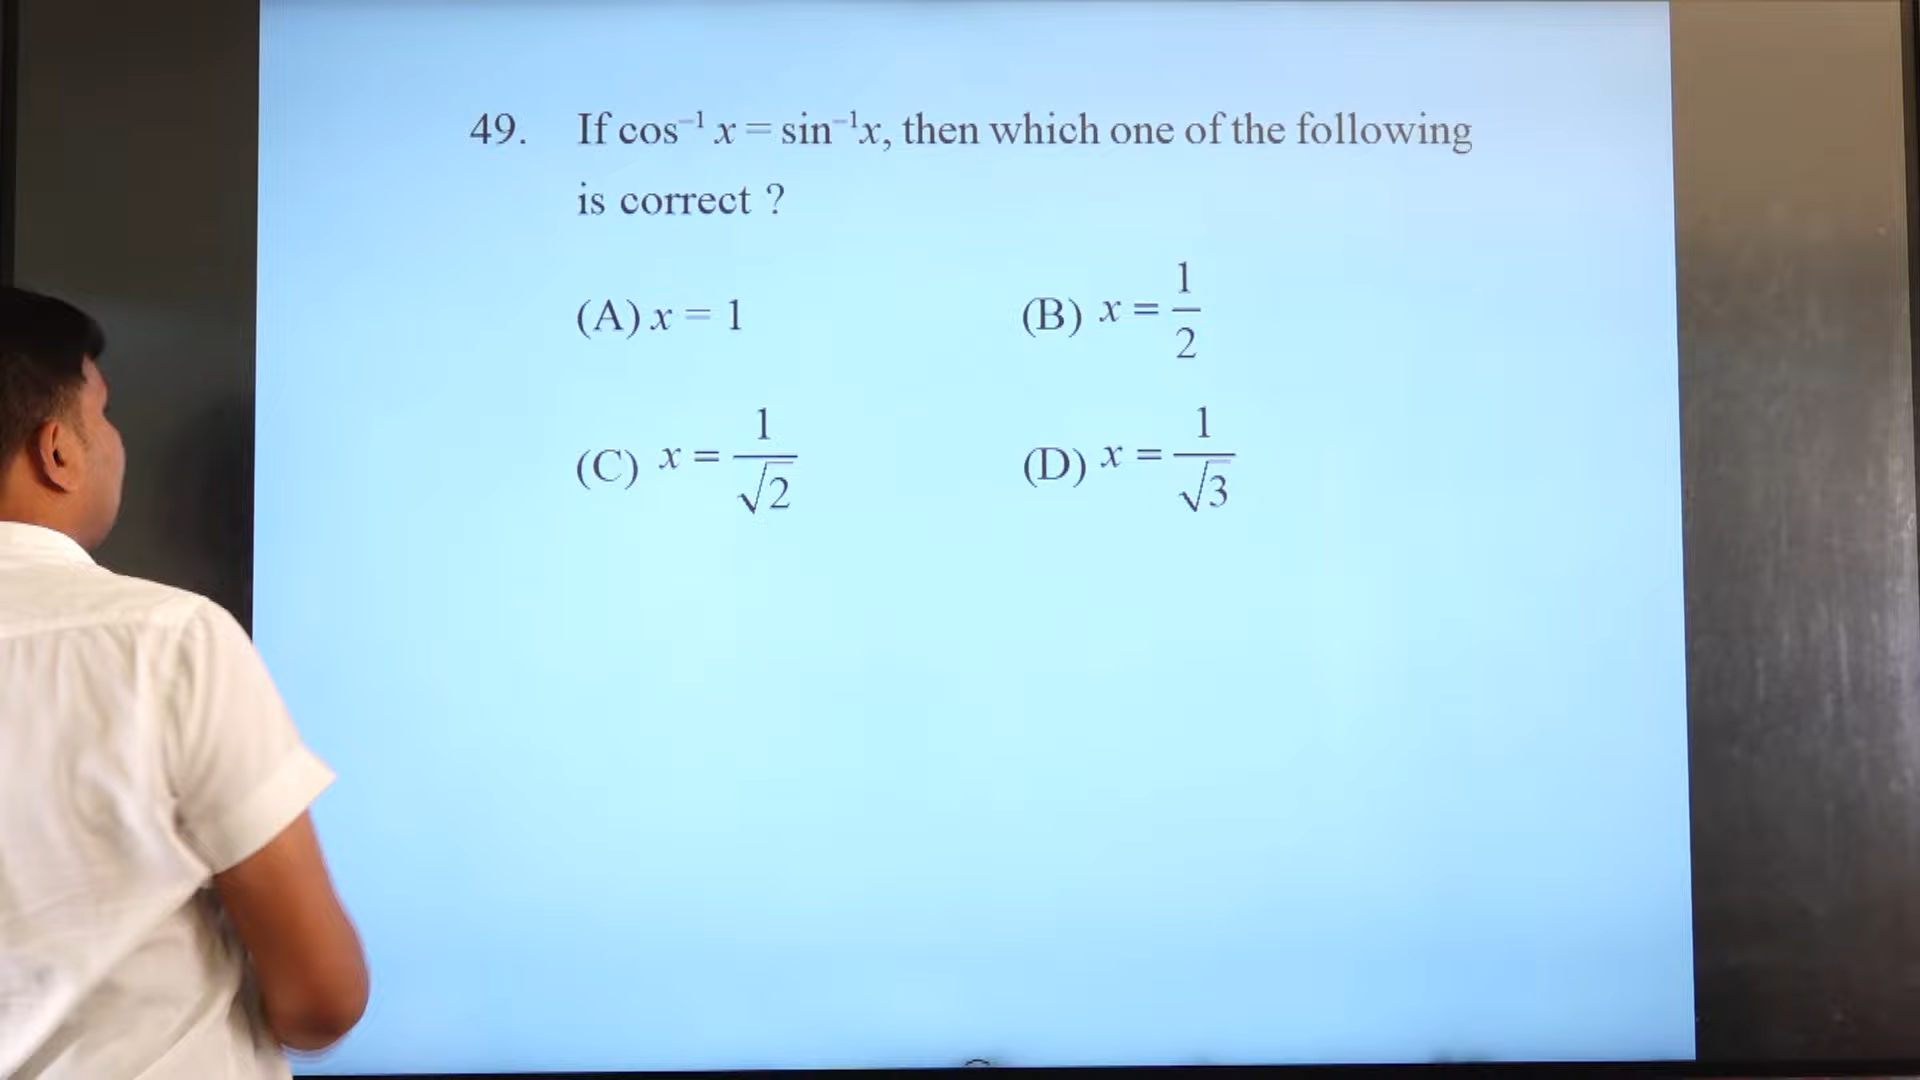 49. If cos⁻¹ x = sin⁻¹x, then which one of the following
is correct ?
(A) x = 1 (B) x = 1/2
(C) x = 1/√2 (D) x = 1/√3